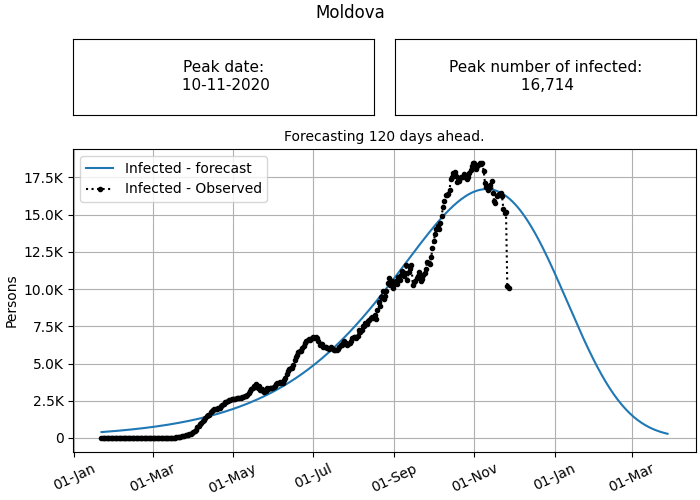 Moldova
Peak date:
10-11-2020
Peak number of infected:
16,714
Forecasting 120 days ahead.
Infected - forecast
Infected - Observed
17.5K
15.0K
12.5K
10.0K
7.5K
5.0K
2.5K
0
Persons
01-Jan
01-Mar
01-May
01-Jul
01-Sep
01-Nov
01-Jan
01-Mar